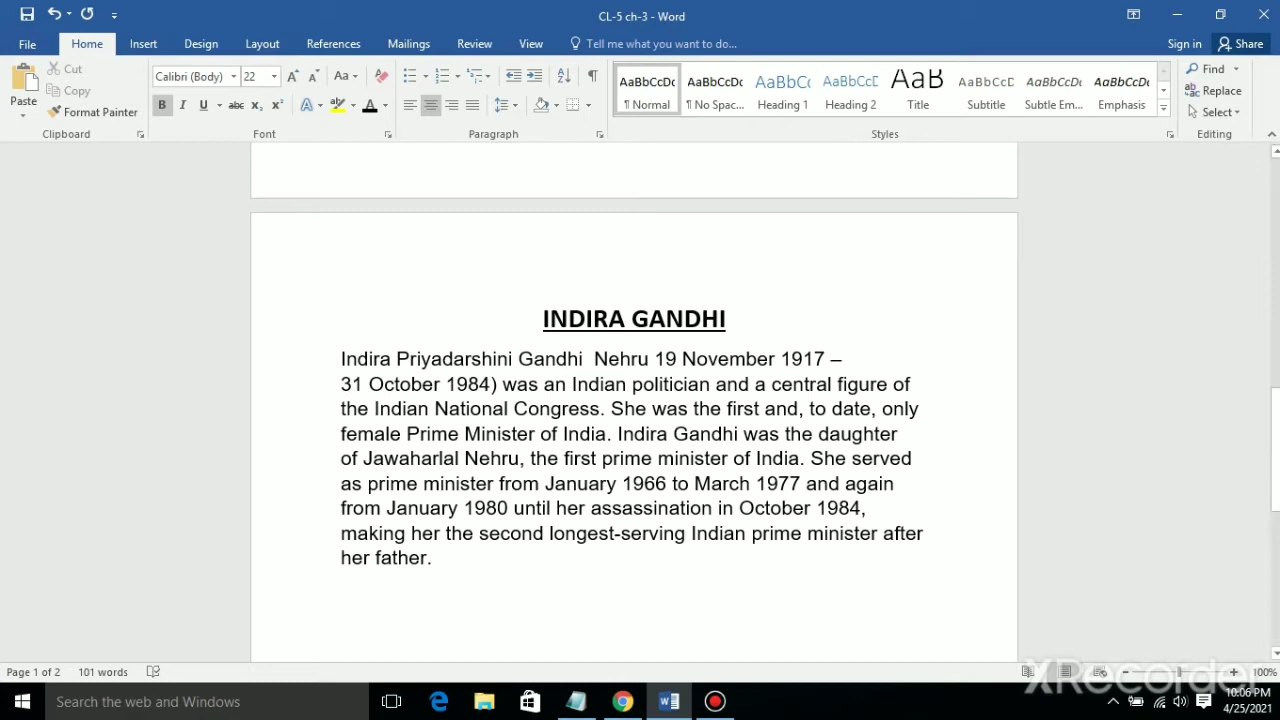 CL-5 ch-3 - Word
File Home Insert Design Layout References Mailings Review View Tell me what you want to do... Sign in Share
Cut
Copy
Format Painter
Paste
Clipboard
Calibri (Body) 22
Font
Paragraph
AaBbCcDc AaBbCcDc AaBbCc AaBbCcD AaB AaBbCcD AaBbCcDc AaBbCcDc
¶ Normal ¶ No Spac... Heading 1 Heading 2 Title Subtitle Subtle Em... Emphasis
Styles
Find
Replace
Select
Editing
INDIRA GANDHI
Indira Priyadarshini Gandhi Nehru 19 November 1917 –
31 October 1984) was an Indian politician and a central figure of
the Indian National Congress. She was the first and, to date, only
female Prime Minister of India. Indira Gandhi was the daughter
of Jawaharlal Nehru, the first prime minister of India. She served
as prime minister from January 1966 to March 1977 and again
from January 1980 until her assassination in October 1984,
making her the second longest-serving Indian prime minister after
her father.
Page 1 of 2 101 words 100%
XRecorder
Search the web and Windows
10:06 PM
4/25/2021